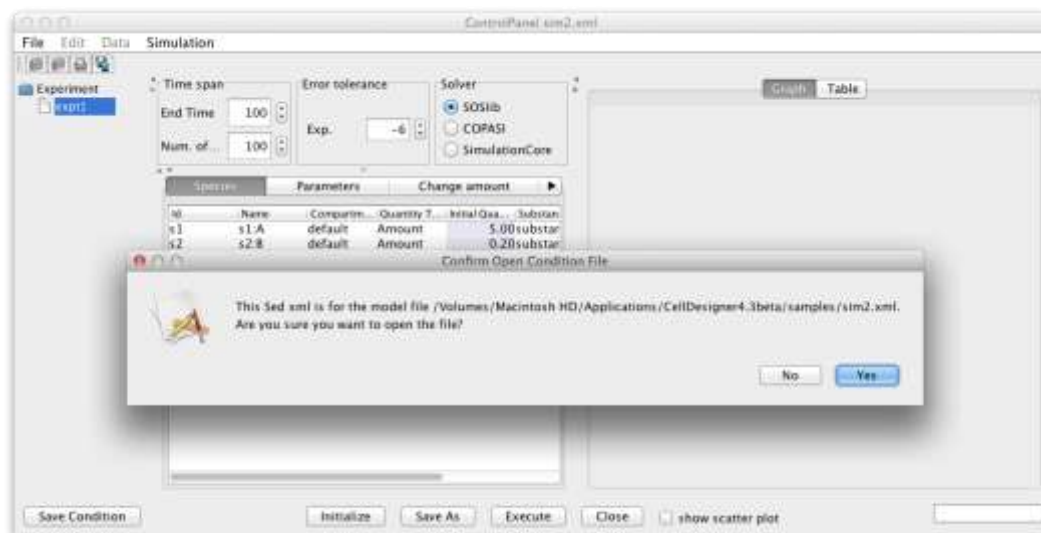 ControlPanel sim2.xml
File Edit Data Simulation
Experiment
expt1
Time span
End Time 100
Num. of... 100
Error tolerance
Exp. -6
Solver
SOSlib
COPASI
SimulationCore
Graph Table
Species Parameters Change amount
id Name Compartm... Quantity T... Initial Qua... Substan
s1 s1:A default Amount 5.00 substar
s2 s2:B default Amount 0.20 substar
Confirm Open Condition File
This Sed xml is for the model file /Volumes/Macintosh HD/Applications/CellDesigner4.3beta/samples/sim2.xml.
Are you sure you want to open the file?
No Yes
Save Condition Initialize Save As Execute Close show scatter plot